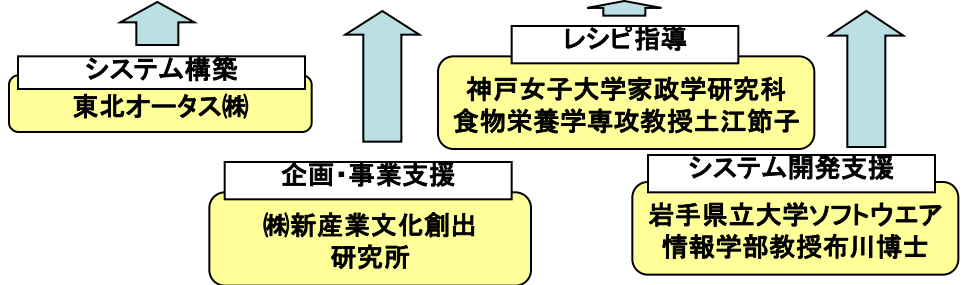 システム構築
東北オータス㈱
レシピ指導
神戸女子大学家政学研究科
食物栄養学専攻教授土江節子
企画・事業支援
㈱新産業文化創出
研究所
システム開発支援
岩手県立大学ソフトウエア
情報学部教授布川博士